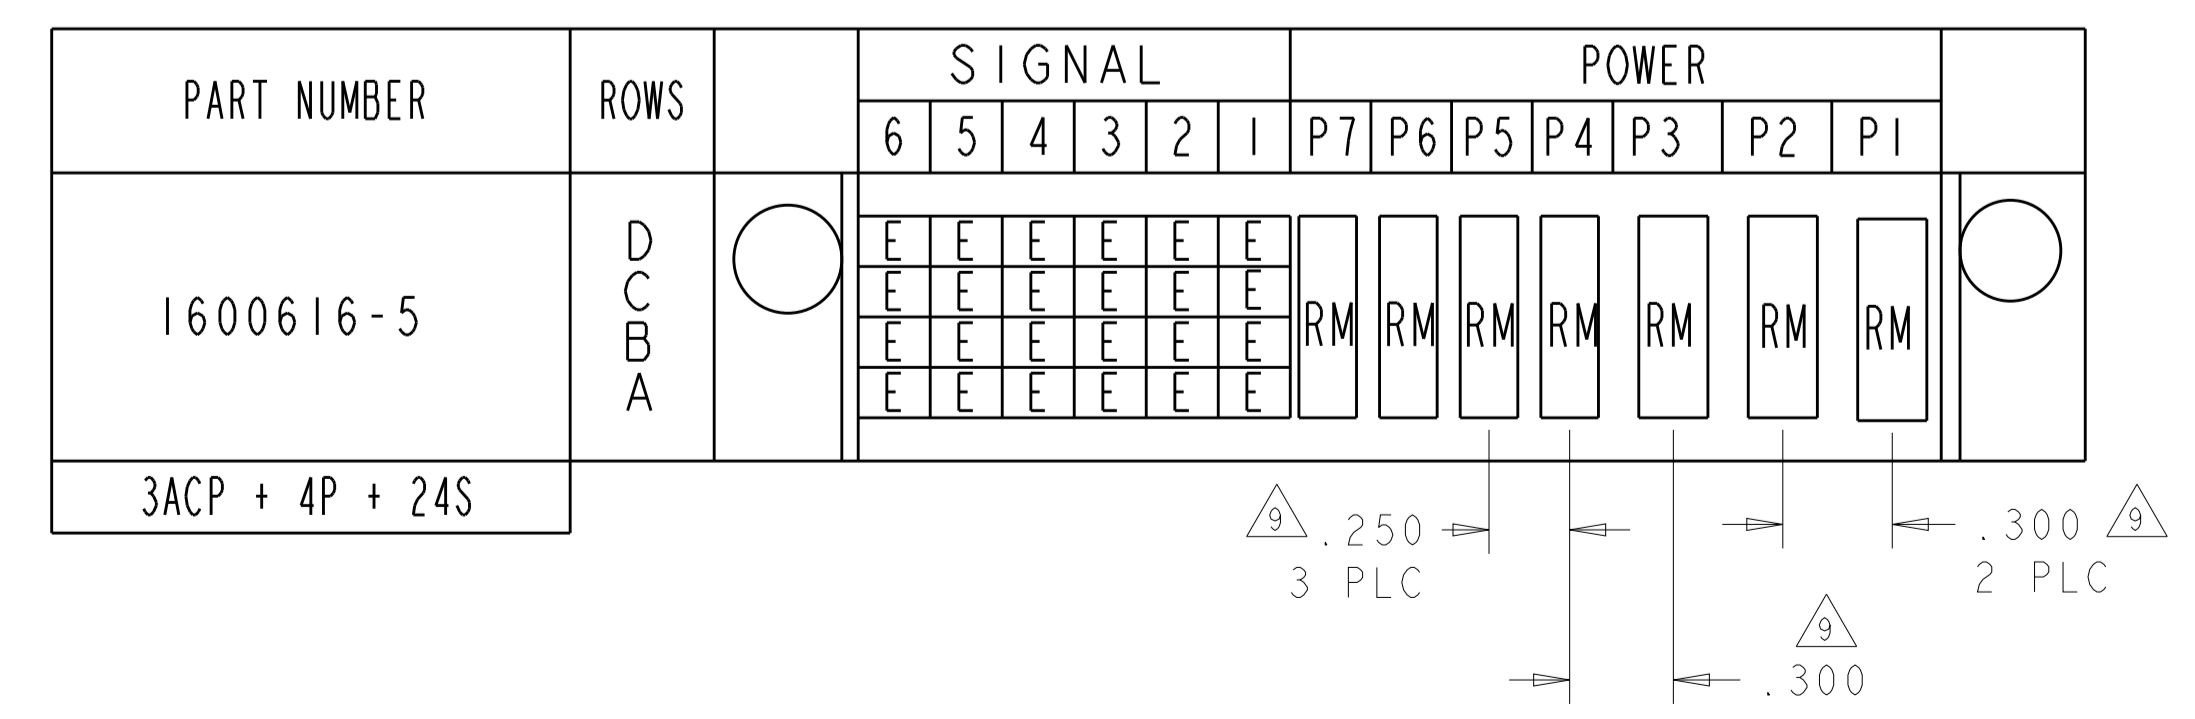 PART NUMBER ROWS SIGNAL POWER
6 5 4 3 2 1 P7 P6 P5 P4 P3 P2 P1
1600616-5
D E E E E E E
C E E E E E E
B E E E E E E
A E E E E E E
RM RM RM RM RM RM RM
3ACP + 4P + 24S
9 .250
3 PLC
.300 9
2 PLC
9
.300